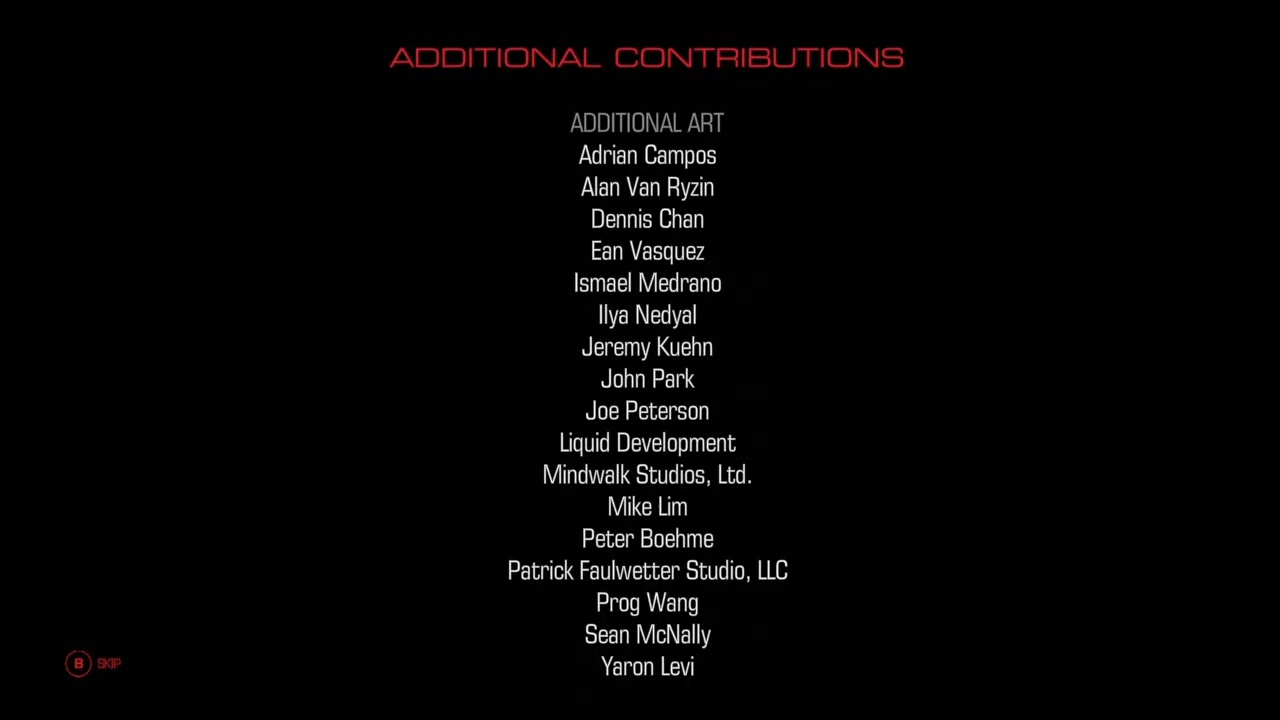 ADDITIONAL CONTRIBUTIONS
ADDITIONAL ART
Adrian Campos
Alan Van Ryzin
Dennis Chan
Ean Vasquez
Ismael Medrano
Ilya Nedyal
Jeremy Kuehn
John Park
Joe Peterson
Liquid Development
Mindwalk Studios, Ltd.
Mike Lim
Peter Boehme
Patrick Faulwetter Studio, LLC
Prog Wang
Sean McNally
Yaron Levi
B SKIP